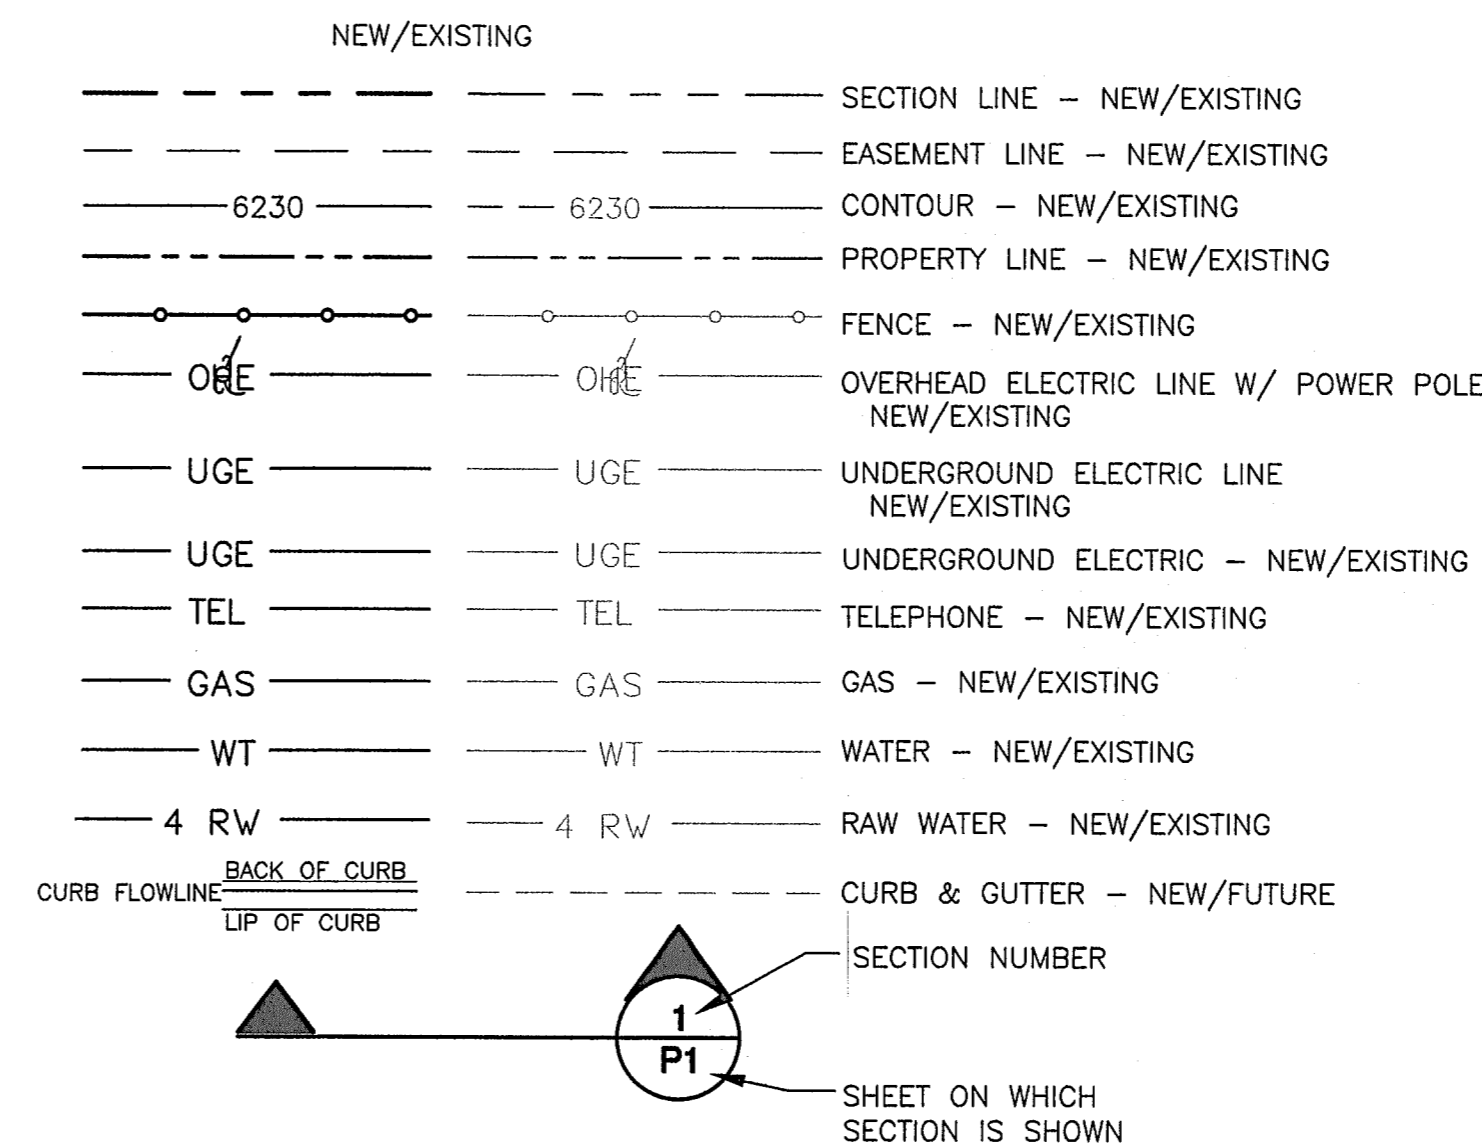 NEW/EXISTING
SECTION LINE – NEW/EXISTING
EASEMENT LINE – NEW/EXISTING
6230 6230 CONTOUR – NEW/EXISTING
PROPERTY LINE – NEW/EXISTING
FENCE – NEW/EXISTING
OHE OHE OVERHEAD ELECTRIC LINE W/ POWER POLE
NEW/EXISTING
UGE UGE UNDERGROUND ELECTRIC LINE
NEW/EXISTING
UGE UGE UNDERGROUND ELECTRIC – NEW/EXISTING
TEL TEL TELEPHONE – NEW/EXISTING
GAS GAS GAS – NEW/EXISTING
WT WT WATER – NEW/EXISTING
4 RW 4 RW RAW WATER – NEW/EXISTING
BACK OF CURB
CURB FLOWLINE CURB & GUTTER – NEW/FUTURE
LIP OF CURB
SECTION NUMBER
1
P1
SHEET ON WHICH
SECTION IS SHOWN